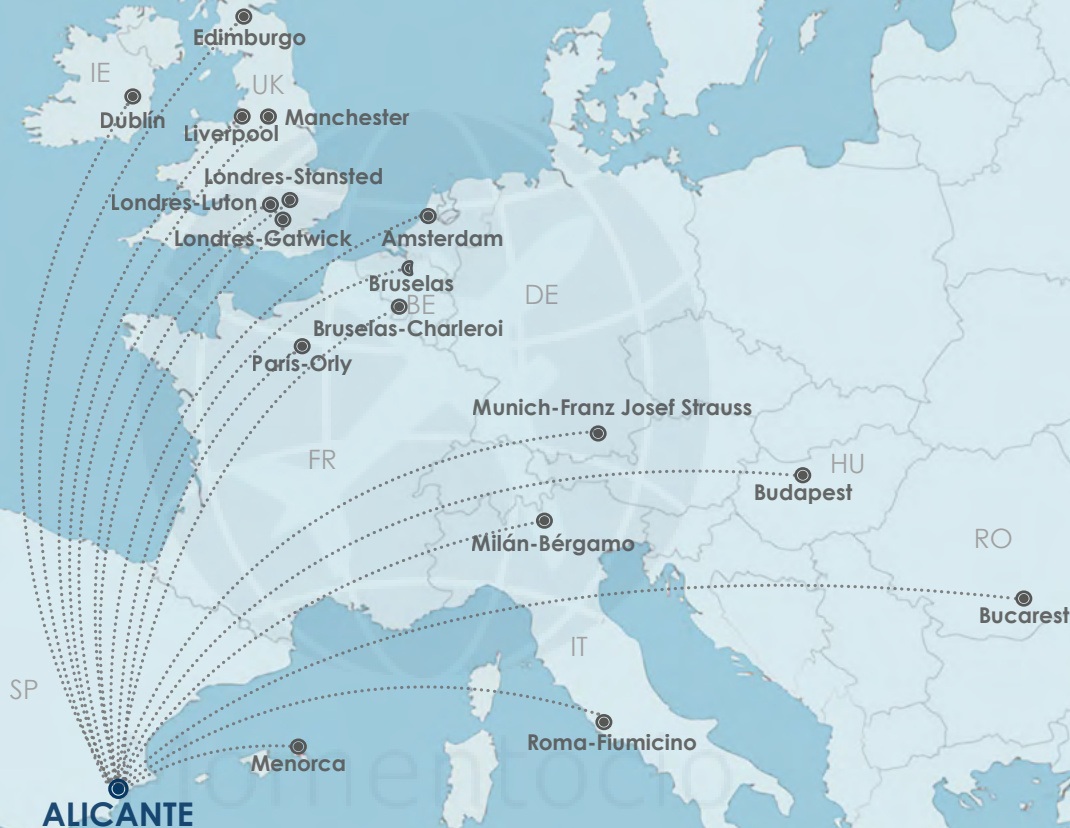 Edimburgo
IE
UK
Dublín
Liverpool
Manchester
Londres-Stansted
Londres-Luton
Londres-Gatwick
Amsterdam
Bruselas
BE
DE
Bruselas-Charleroi
París-Orly
Munich-Franz Josef Strauss
FR
HU
Budapest
Milán-Bérgamo
RO
Bucarest
IT
SP
Roma-Fiumicino
Menorca
momentocio
ALICANTE